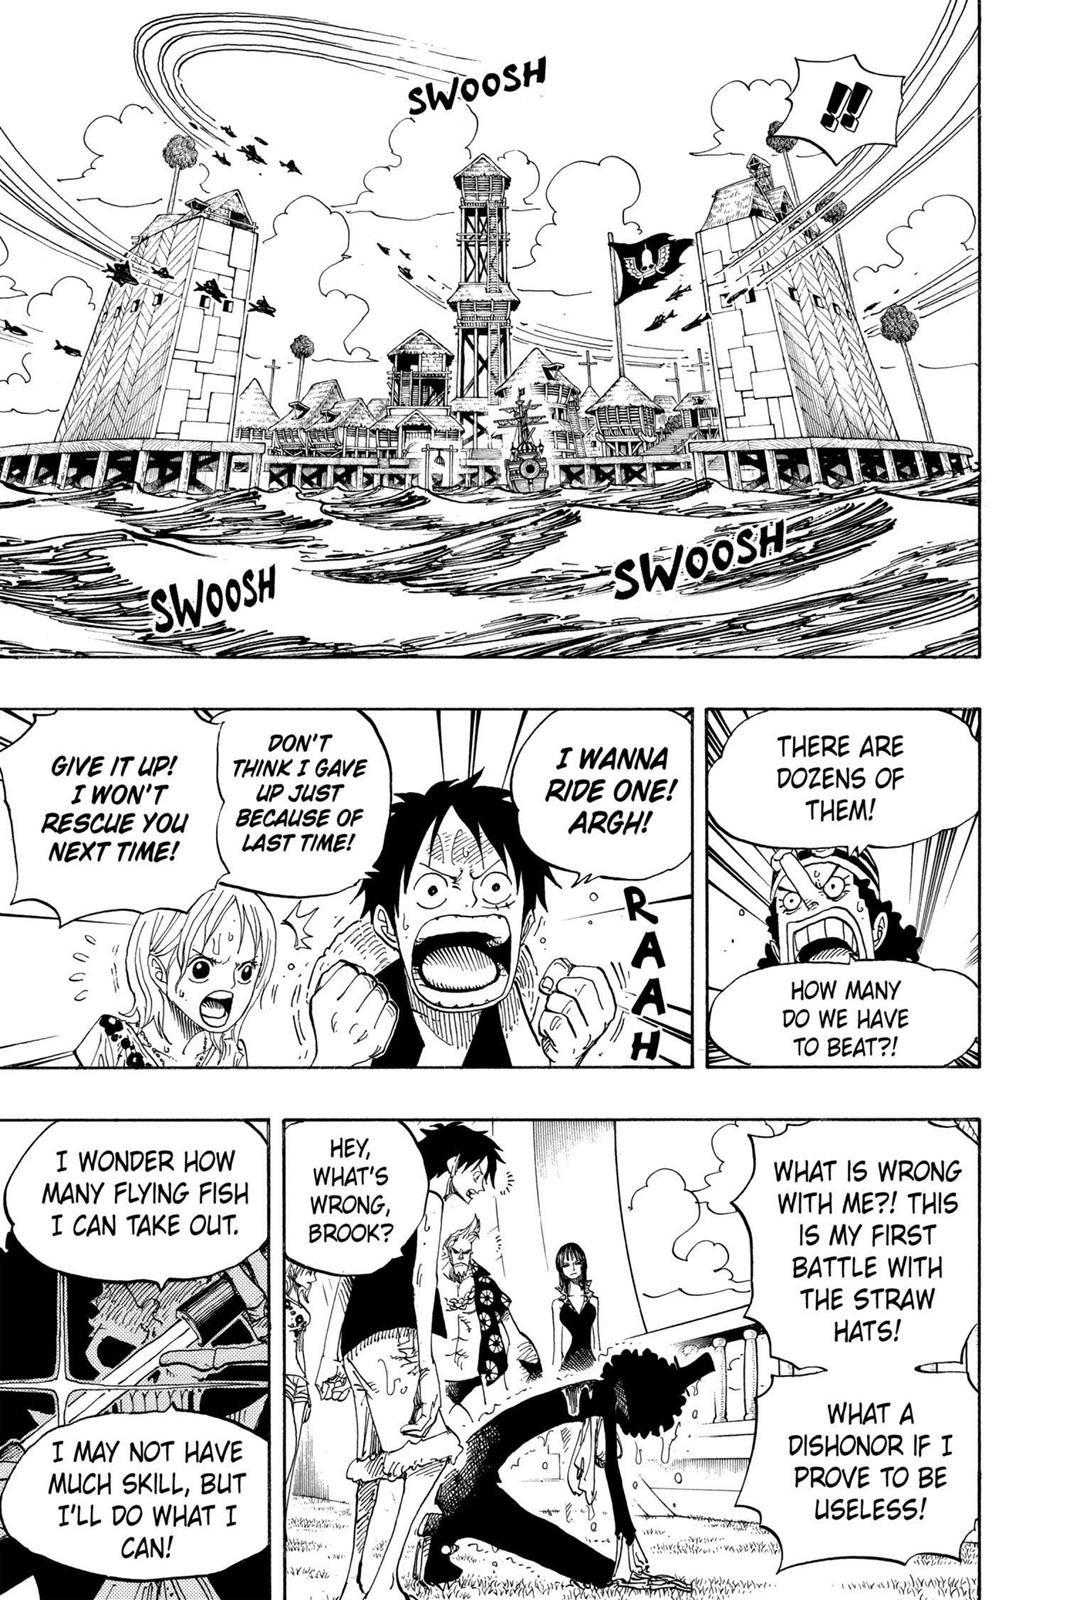 SWOOSH
!!
SWOOSH
SWOOSH
THERE ARE
DOZENS OF
THEM!
HOW MANY
DO WE HAVE
TO BEAT?!
I WANNA
RIDE ONE!
ARGH!
RAAAH
DON'T
THINK I GAVE
UP JUST
BECAUSE OF
LAST TIME!
GIVE IT UP!
I WON'T
RESCUE YOU
NEXT TIME!
WHAT IS WRONG
WITH ME?! THIS
IS MY FIRST
BATTLE WITH
THE STRAW
HATS!
WHAT A
DISHONOR IF I
PROVE TO BE
USELESS!
HEY,
WHAT'S
WRONG,
BROOK?
I WONDER HOW
MANY FLYING FISH
I CAN TAKE OUT.
I MAY NOT HAVE
MUCH SKILL, BUT
I'LL DO WHAT I
CAN!